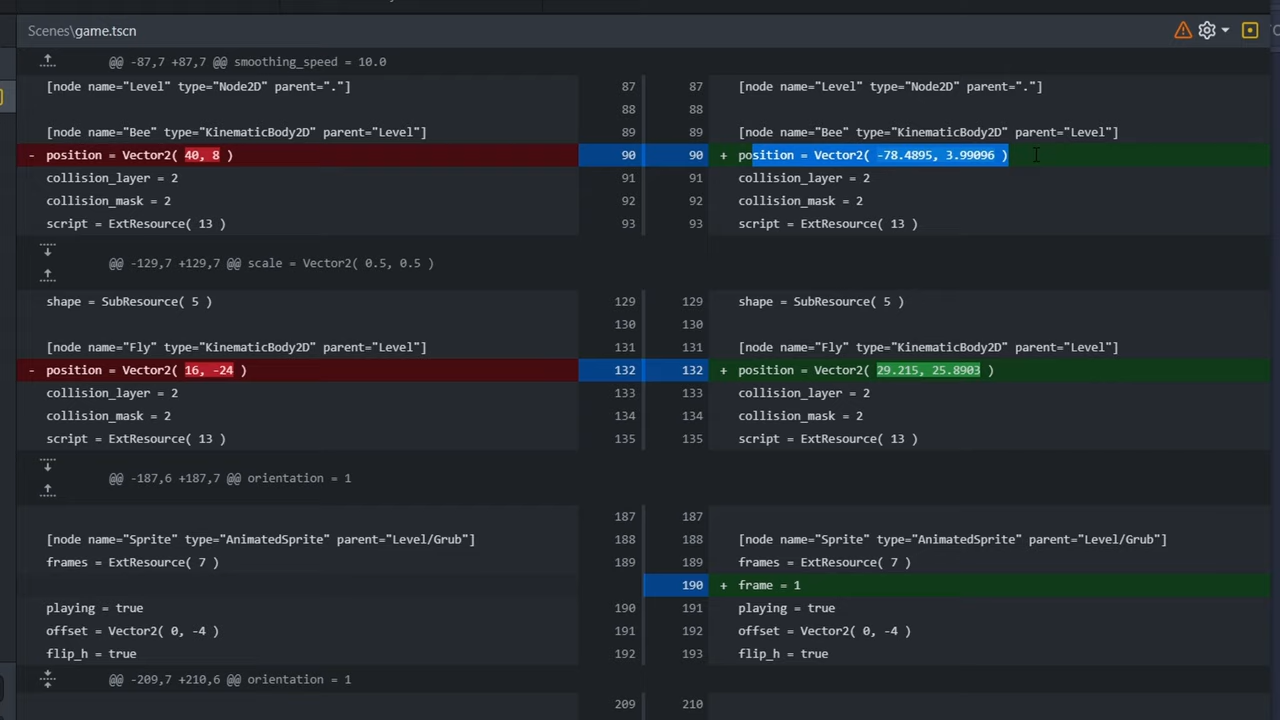 Scenes\game.tscn
@@ -87,7 +87,7 @@ smoothing_speed = 10.0
[node name="Level" type="Node2D" parent="."] 87 87 [node name="Level" type="Node2D" parent="."]
88 88
[node name="Bee" type="KinematicBody2D" parent="Level"] 89 89 [node name="Bee" type="KinematicBody2D" parent="Level"]
- position = Vector2( 40, 8 ) 90 90 + position = Vector2( -78.4895, 3.99096 )
collision_layer = 2 91 91 collision_layer = 2
collision_mask = 2 92 92 collision_mask = 2
script = ExtResource( 13 ) 93 93 script = ExtResource( 13 )
@@ -129,7 +129,7 @@ scale = Vector2( 0.5, 0.5 )
shape = SubResource( 5 ) 129 129 shape = SubResource( 5 )
130 130
[node name="Fly" type="KinematicBody2D" parent="Level"] 131 131 [node name="Fly" type="KinematicBody2D" parent="Level"]
- position = Vector2( 16, -24 ) 132 132 + position = Vector2( 29.215, 25.8903 )
collision_layer = 2 133 133 collision_layer = 2
collision_mask = 2 134 134 collision_mask = 2
script = ExtResource( 13 ) 135 135 script = ExtResource( 13 )
@@ -187,6 +187,7 @@ orientation = 1
187 187
[node name="Sprite" type="AnimatedSprite" parent="Level/Grub"] 188 188 [node name="Sprite" type="AnimatedSprite" parent="Level/Grub"]
frames = ExtResource( 7 ) 189 189 frames = ExtResource( 7 )
190 + frame = 1
playing = true 190 191 playing = true
offset = Vector2( 0, -4 ) 191 192 offset = Vector2( 0, -4 )
flip_h = true 192 193 flip_h = true
@@ -209,7 +210,6 @@ orientation = 1
209 210